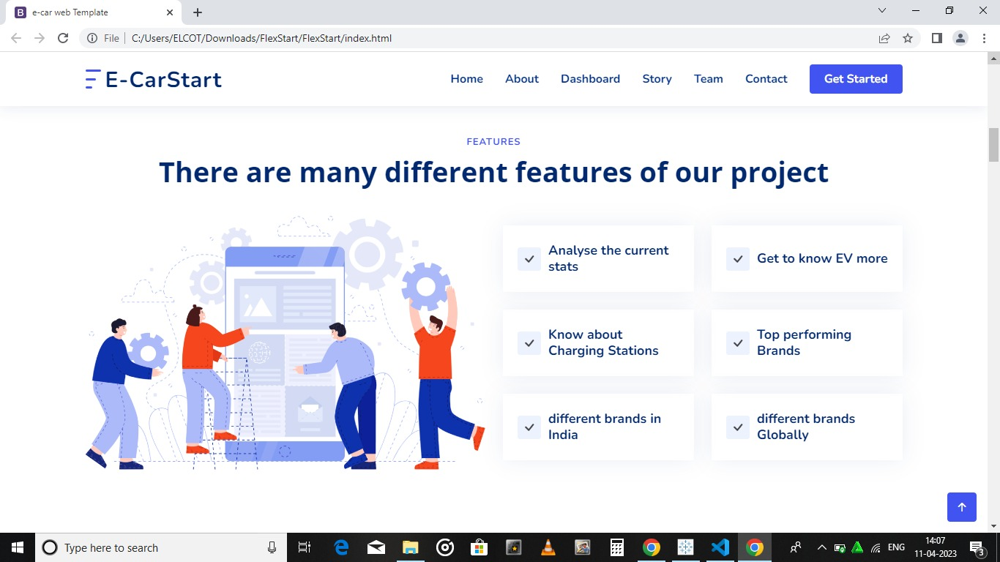 e-car web Template
File
C:/Users/ELCOT/Downloads/FlexStart/FlexStart/index.html
E-CarStart
Home
About
Dashboard
Story
Team
Contact
Get Started
FEATURES
There are many different features of our project
Analyse the current
stats
Get to know EV more
Know about
Charging Stations
Top performing
Brands
different brands in
India
different brands
Globally
Type here to search
ENG
14:07
11-04-2023
3